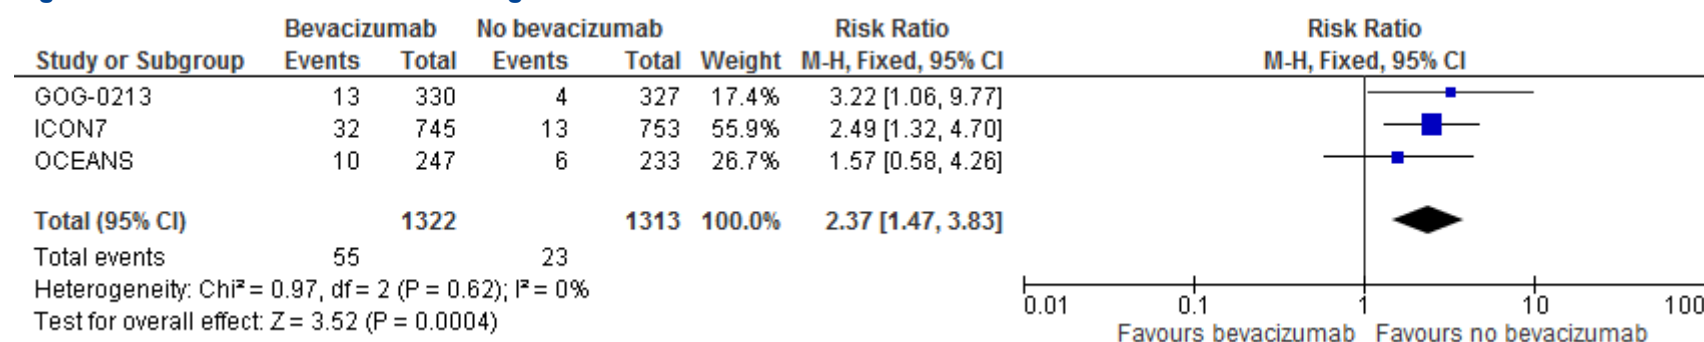 Bevacizumab No bevacizumab Risk Ratio Risk Ratio
Study or Subgroup Events Total Events Total Weight M-H, Fixed, 95% CI M-H, Fixed, 95% CI
GOG-0213 13 330 4 327 17.4% 3.22 [1.06, 9.77]
ICON7 32 745 13 753 55.9% 2.49 [1.32, 4.70]
OCEANS 10 247 6 233 26.7% 1.57 [0.58, 4.26]
Total (95% CI) 1322 1313 100.0% 2.37 [1.47, 3.83]
Total events 55 23
Heterogeneity: Chi² = 0.97, df = 2 (P = 0.62); I² = 0%
Test for overall effect: Z = 3.52 (P = 0.0004)
0.01 0.1 1 10 100
Favours bevacizumab Favours no bevacizumab